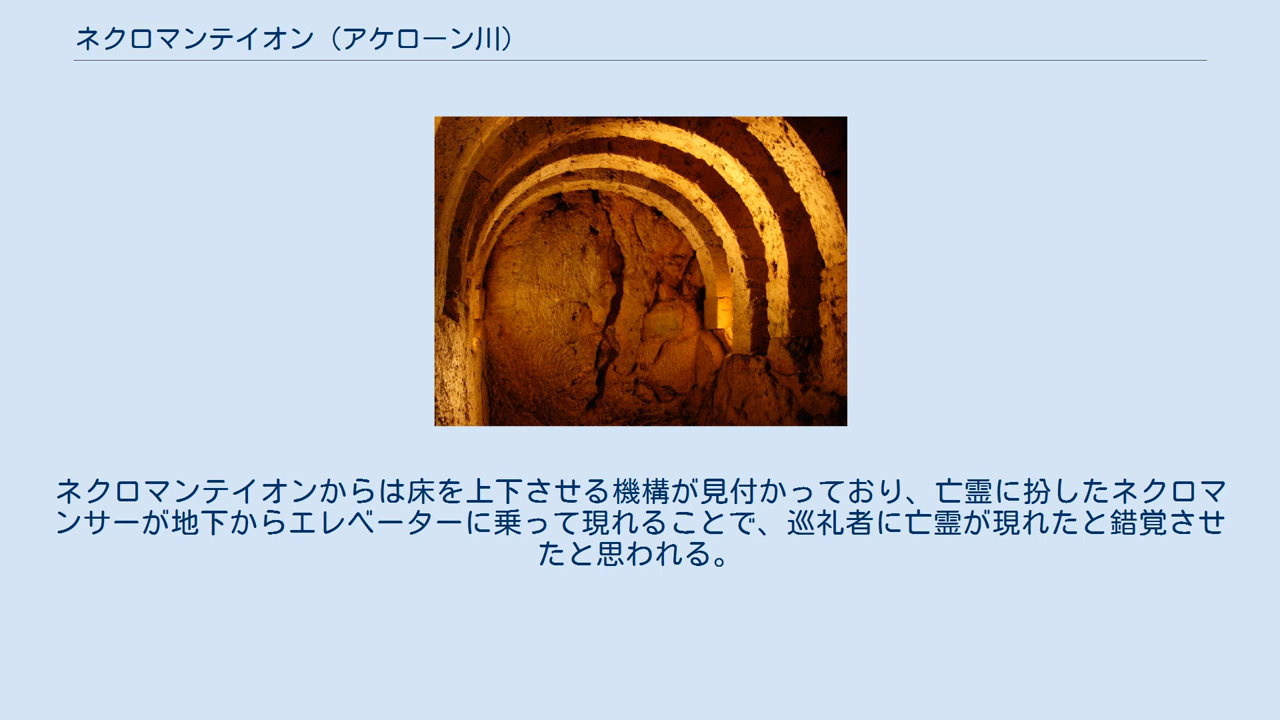 ネクロマンテイオン（アケローン川）
ネクロマンテイオンからは床を上下させる機構が見付かっており、亡霊に扮したネクロマ
ンサーが地下からエレベーターに乗って現れることで、巡礼者に亡霊が現れたと錯覚させ
たと思われる。